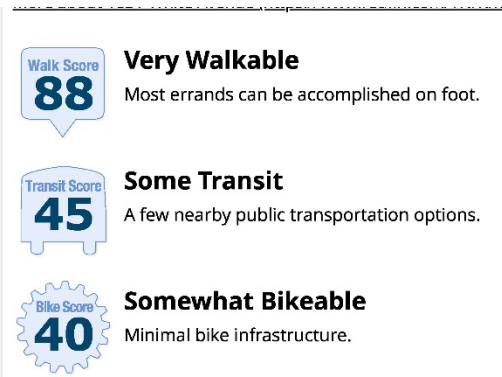 Walk Score
88
Very Walkable
Most errands can be accomplished on foot.
Transit Score
45
Some Transit
A few nearby public transportation options.
Bike Score
40
Somewhat Bikeable
Minimal bike infrastructure.